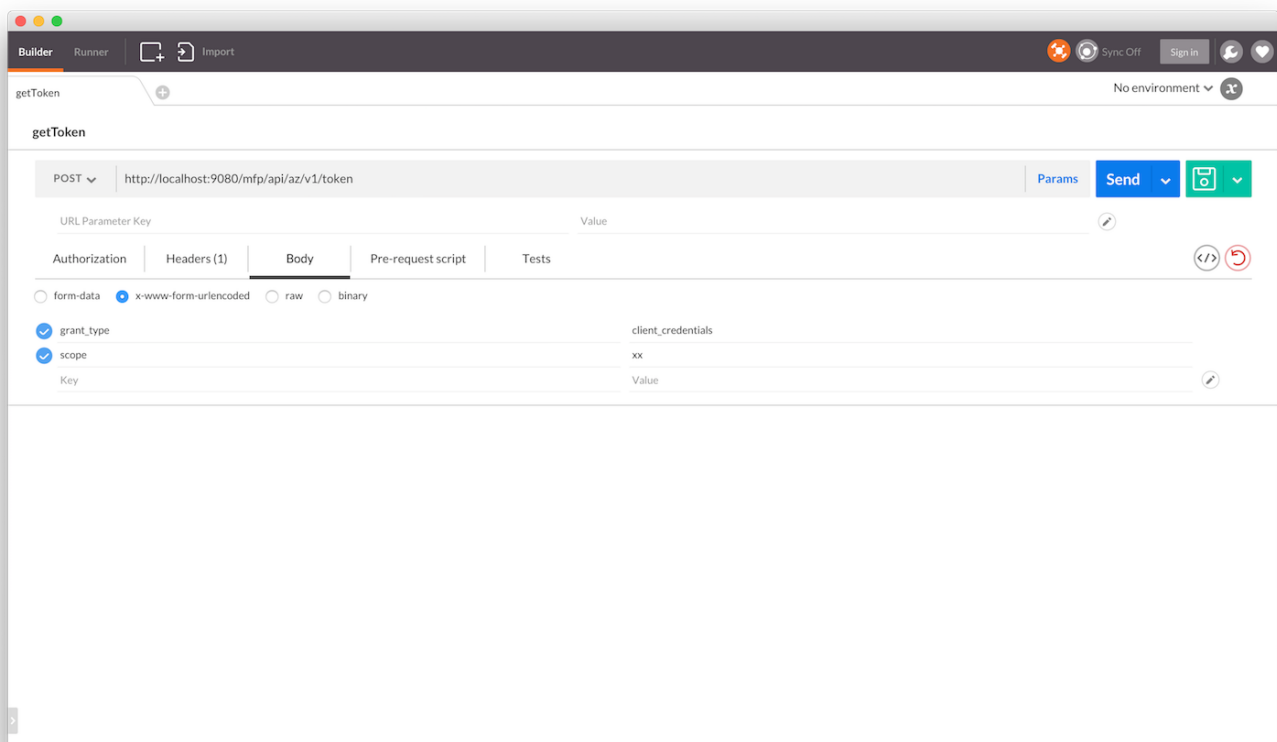 Builder Runner Import Sync Off Sign in
getToken No environment
getToken
POST http://localhost:9080/mfp/api/az/v1/token Params Send
URL Parameter Key Value
Authorization Headers (1) Body Pre-request script Tests
form-data x-www-form-urlencoded raw binary
grant_type client_credentials
scope xx
Key Value